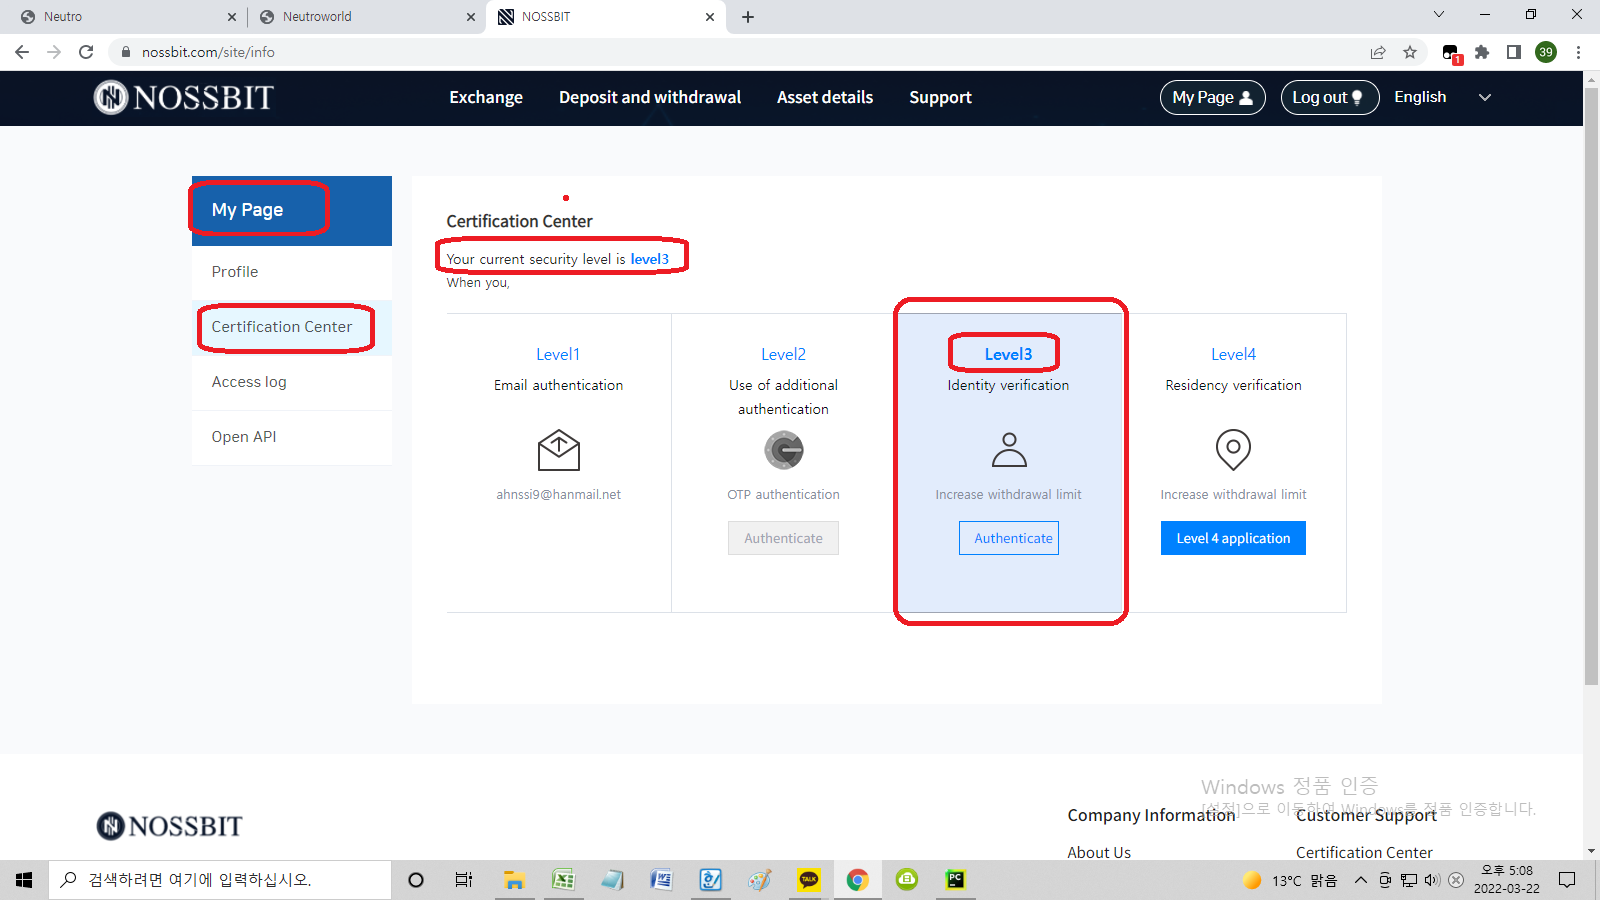 Neutro
Neutroworld
NOSSBIT
nossbit.com/site/info
1
39
NOSSBIT
Exchange
Deposit and withdrawal
Asset details
Support
My Page
Log out
English
My Page
Profile
Certification Center
Access log
Open API
Certification Center
Your current security level is level3
When you,
Level1
Email authentication
ahnssi9@hanmail.net
Level2
Use of additional
authentication
OTP authentication
Authenticate
Level3
Identity verification
Increase withdrawal limit
Authenticate
Level4
Residency verification
Increase withdrawal limit
Level 4 application
Windows 정품 인증
[설정]으로 이동하여 Windows를 정품 인증합니다.
NOSSBIT
Company Information
Customer Support
About Us
Certification Center
검색하려면 여기에 입력하십시오.
TALK
PC
13°C 맑음
오후 5:08
2022-03-22